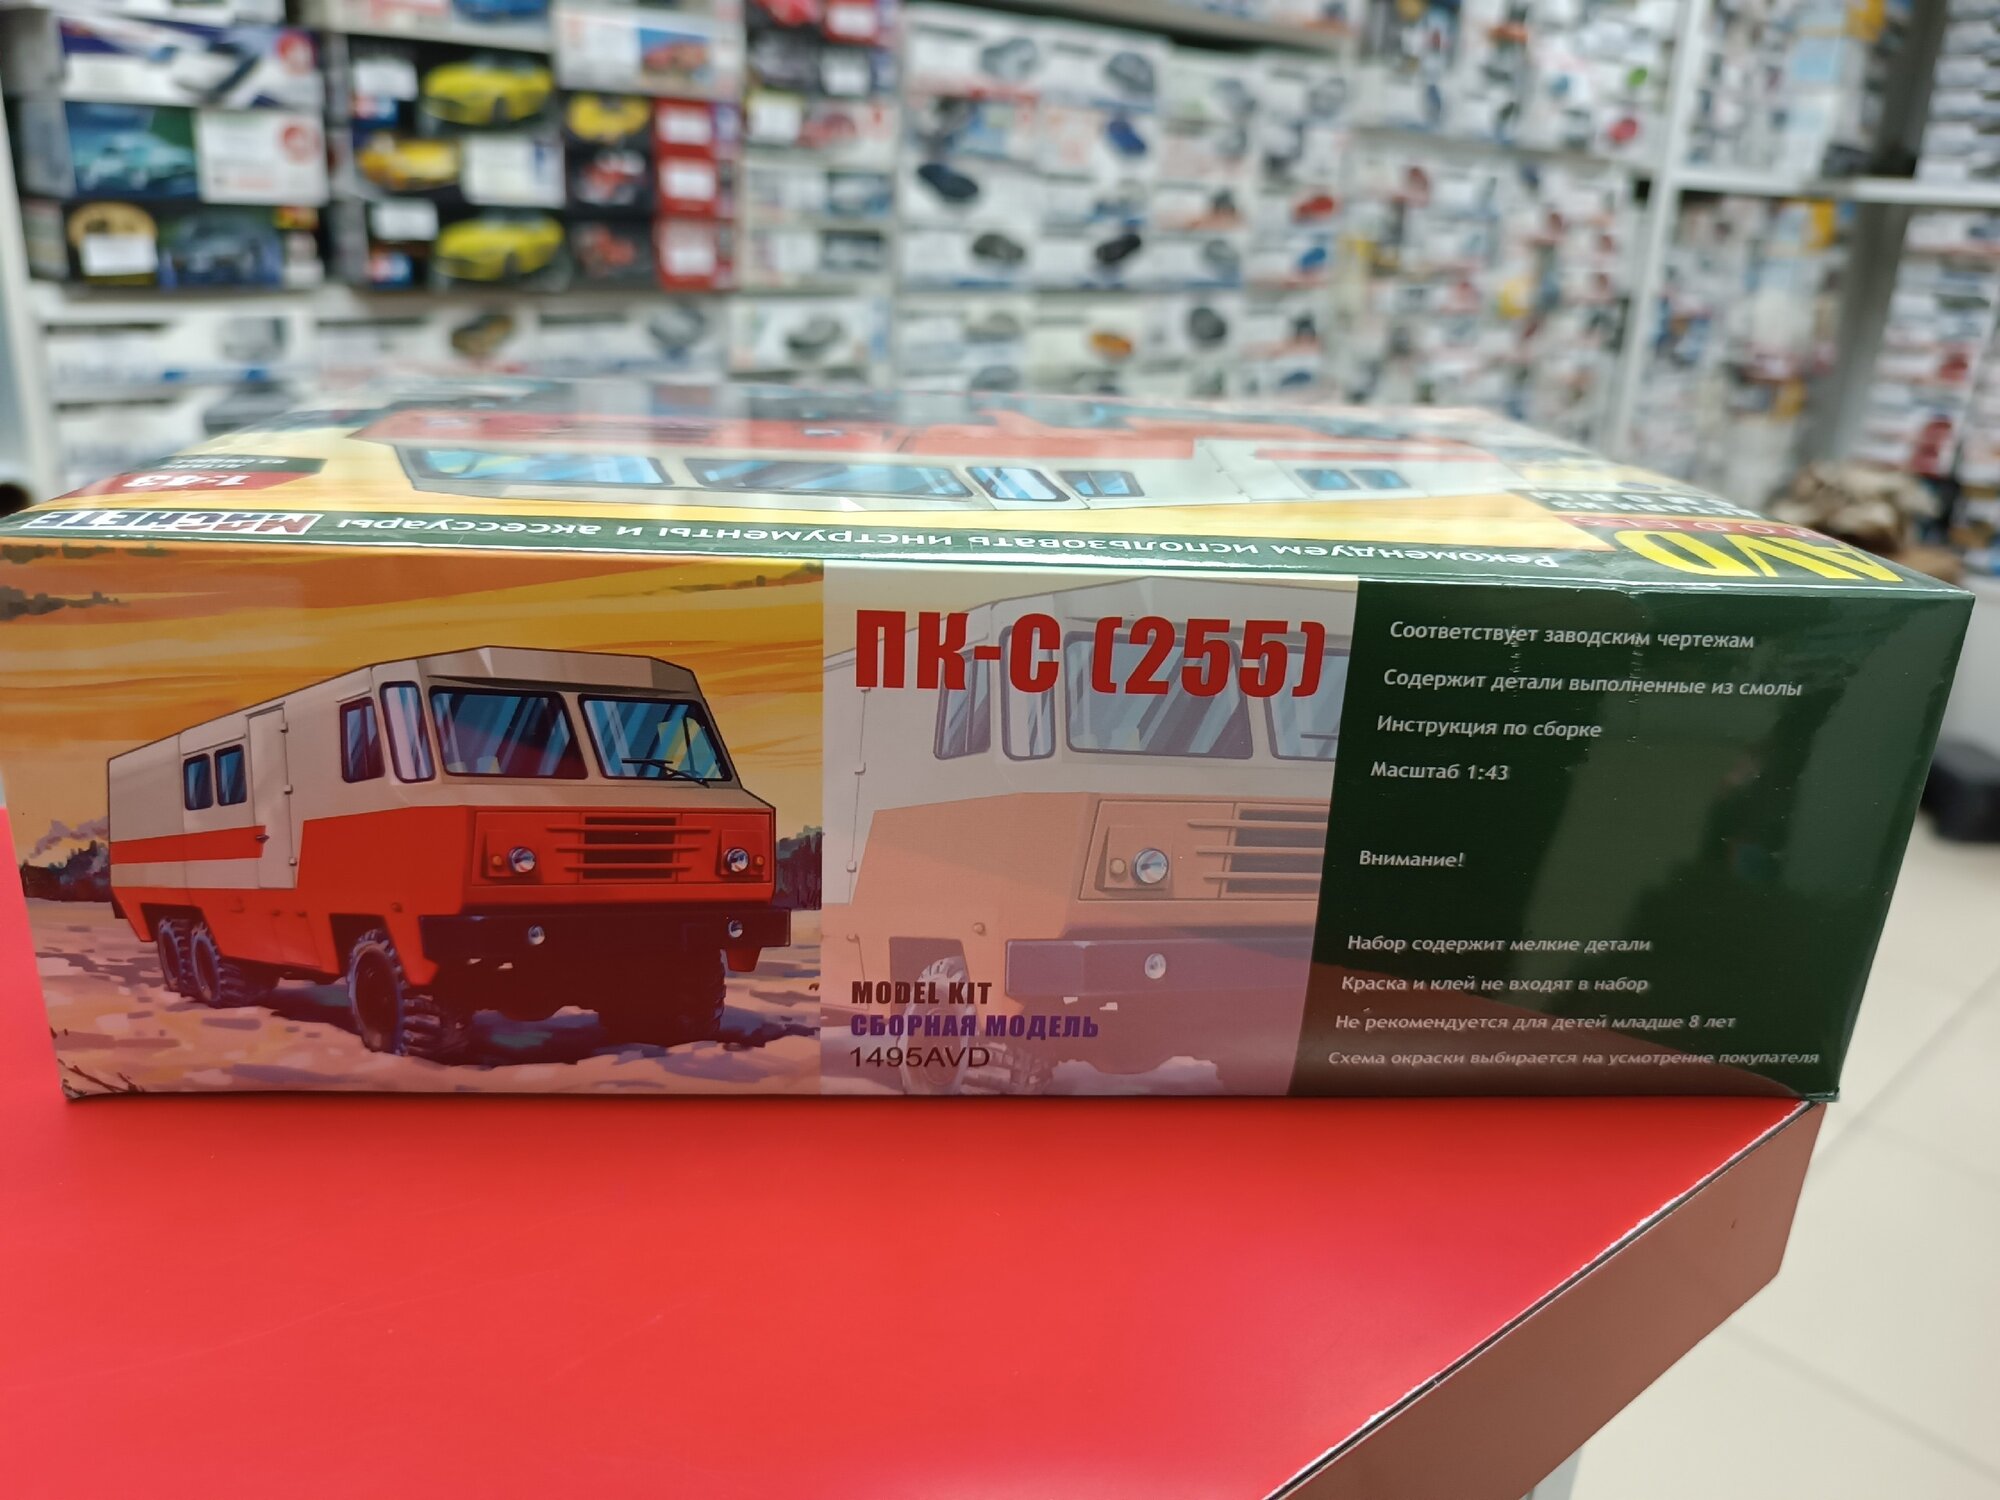 1:43
MACHETE
Рекомендуем использовать инструменты и аксессуары
AVD
MODELS
ПК-С (255)
MODEL KIT
СБОРНАЯ МОДЕЛЬ
1495AVD
Соответствует заводским чертежам
Содержит детали выполненные из смолы
Инструкция по сборке
Масштаб 1:43
Внимание!
Набор содержит мелкие детали
Краска и клей не входят в набор
Не рекомендуется для детей младше 8 лет
Схема окраски выбирается на усмотрение покупателя